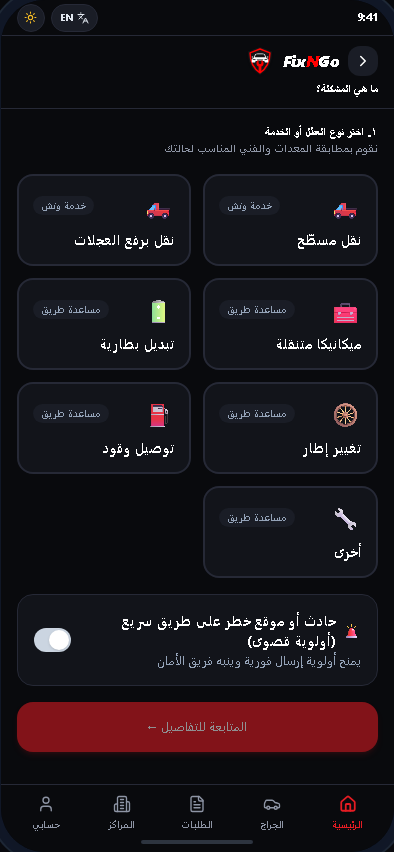 9:41
EN
FixNGo
ما هي المشكلة؟
١. اختر نوع العطل أو الخدمة
نقوم بمطابقة المعدات والفني المناسب لحالتك
خدمة ونش
نقل مسطّح
خدمة ونش
نقل برفع العجلات
مساعدة طريق
ميكانيكا متنقلة
مساعدة طريق
تبديل بطارية
مساعدة طريق
تغيير إطار
مساعدة طريق
توصيل وقود
مساعدة طريق
أخرى
حادث أو موقع خطر على طريق سريع
(أولوية قصوى)
يمنح أولوية إرسال فورية وينبه فريق الأمان
المتابعة للتفاصيل ←
الرئيسية
الجراج
الطلبات
المراكز
حسابي